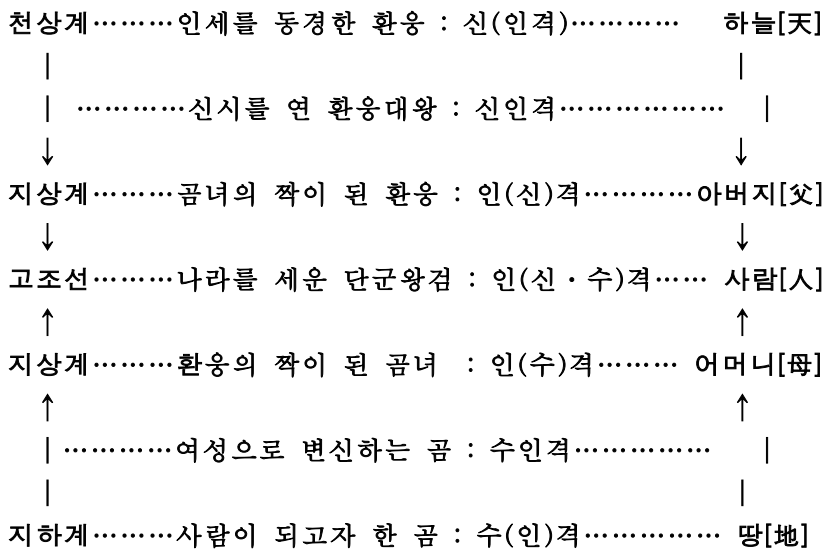 천상계………인세를 동경한 환웅 : 신(인격)………… 하늘[天]
| |
| …………신시를 연 환웅대왕 : 신인격……………… |
↓ ↓
지상계………곰녀의 짝이 된 환웅 : 인(신)격…………아버지[父]
↓ ↓
고조선………나라를 세운 단군왕검 : 인(신·수)격…… 사람[人]
↑ ↑
지상계………환웅의 짝이 된 곰녀 : 인(수)격……… 어머니[母]
↑ ↑
|…………여성으로 변신하는 곰 : 수인격…………… |
| |
지하계………사람이 되고자 한 곰 : 수(인)격…………… 땅[地]